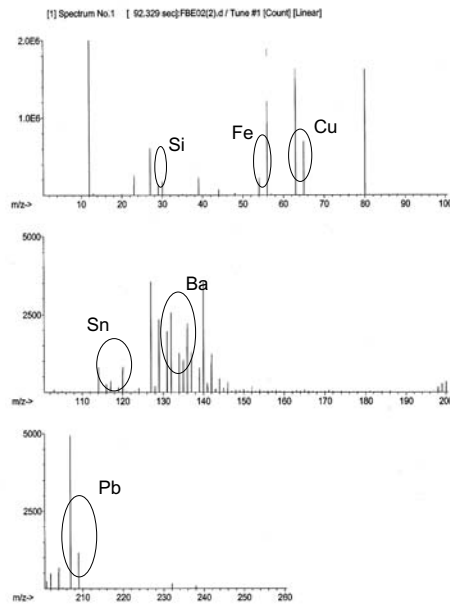 [1] Spectrum No.1 [ 92.329 sec]:FBE02(2).d / Tune #1 [Count] [Linear]
2.0E6
1.0E6
Si
Fe
Cu
m/z->
10 20 30 40 50 60 70 80 90 100
5000
2500
Sn
Ba
m/z->
110 120 130 140 150 160 170 180 190 200
5000
2500
Pb
m/z->
210 220 230 240 250 260